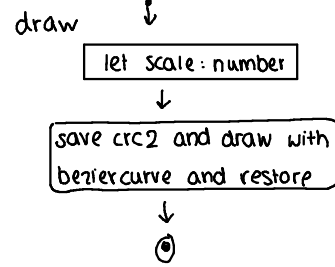 draw
let scale : number
save crc2 and draw with
beziercurve and restore